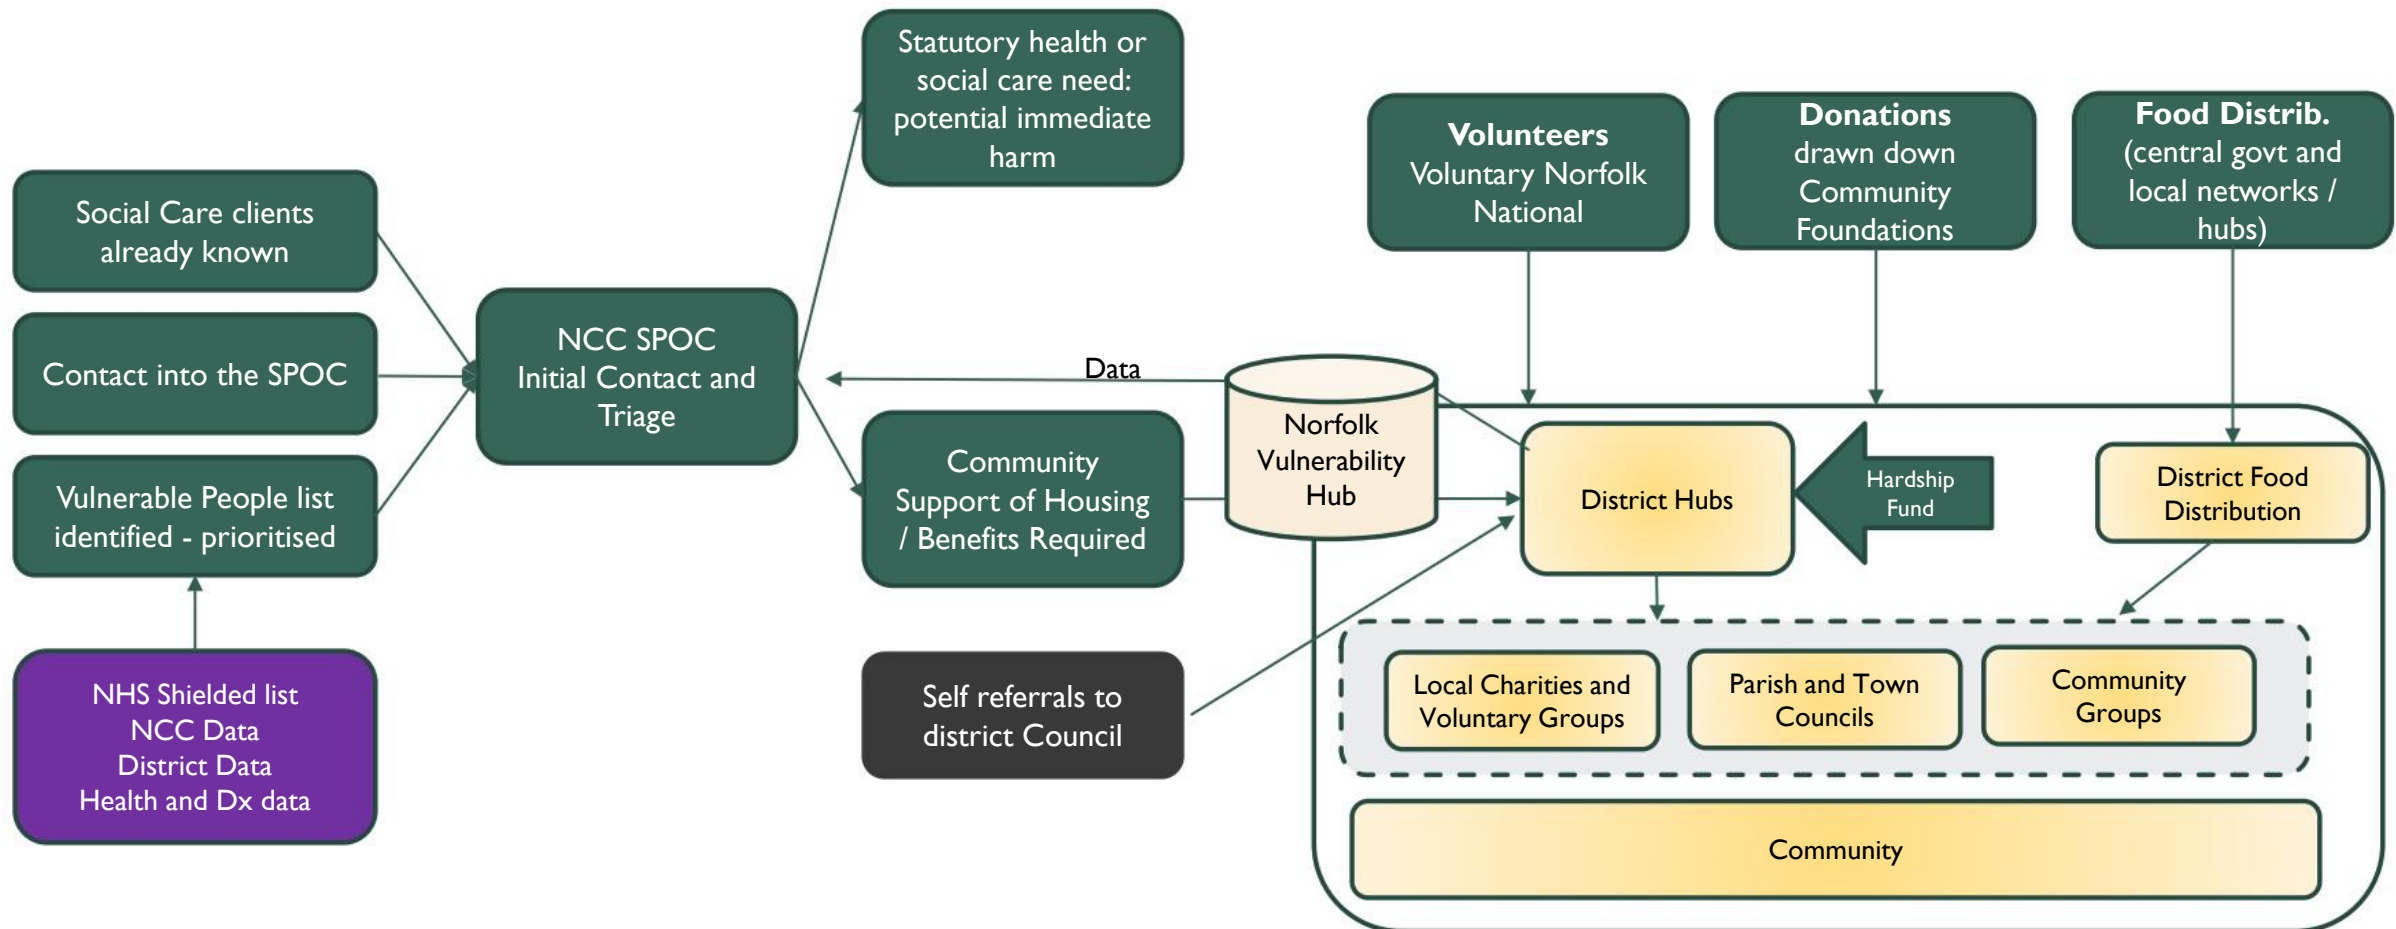 Statutory health or
social care need:
potential immediate
harm
Volunteers
Voluntary Norfolk
National
Donations
drawn down
Community
Foundations
Food Distrib.
(central govt and
local networks /
hubs)
Social Care clients
already known
Contact into the SPOC
Vulnerable People list
identified - prioritised
NHS Shielded list
NCC Data
District Data
Health and Dx data
NCC SPOC
Initial Contact and
Triage
Data
Community
Support of Housing
/ Benefits Required
Self referrals to
district Council
Norfolk
Vulnerability
Hub
District Hubs
Hardship
Fund
District Food
Distribution
Local Charities and
Voluntary Groups
Parish and Town
Councils
Community
Groups
Community